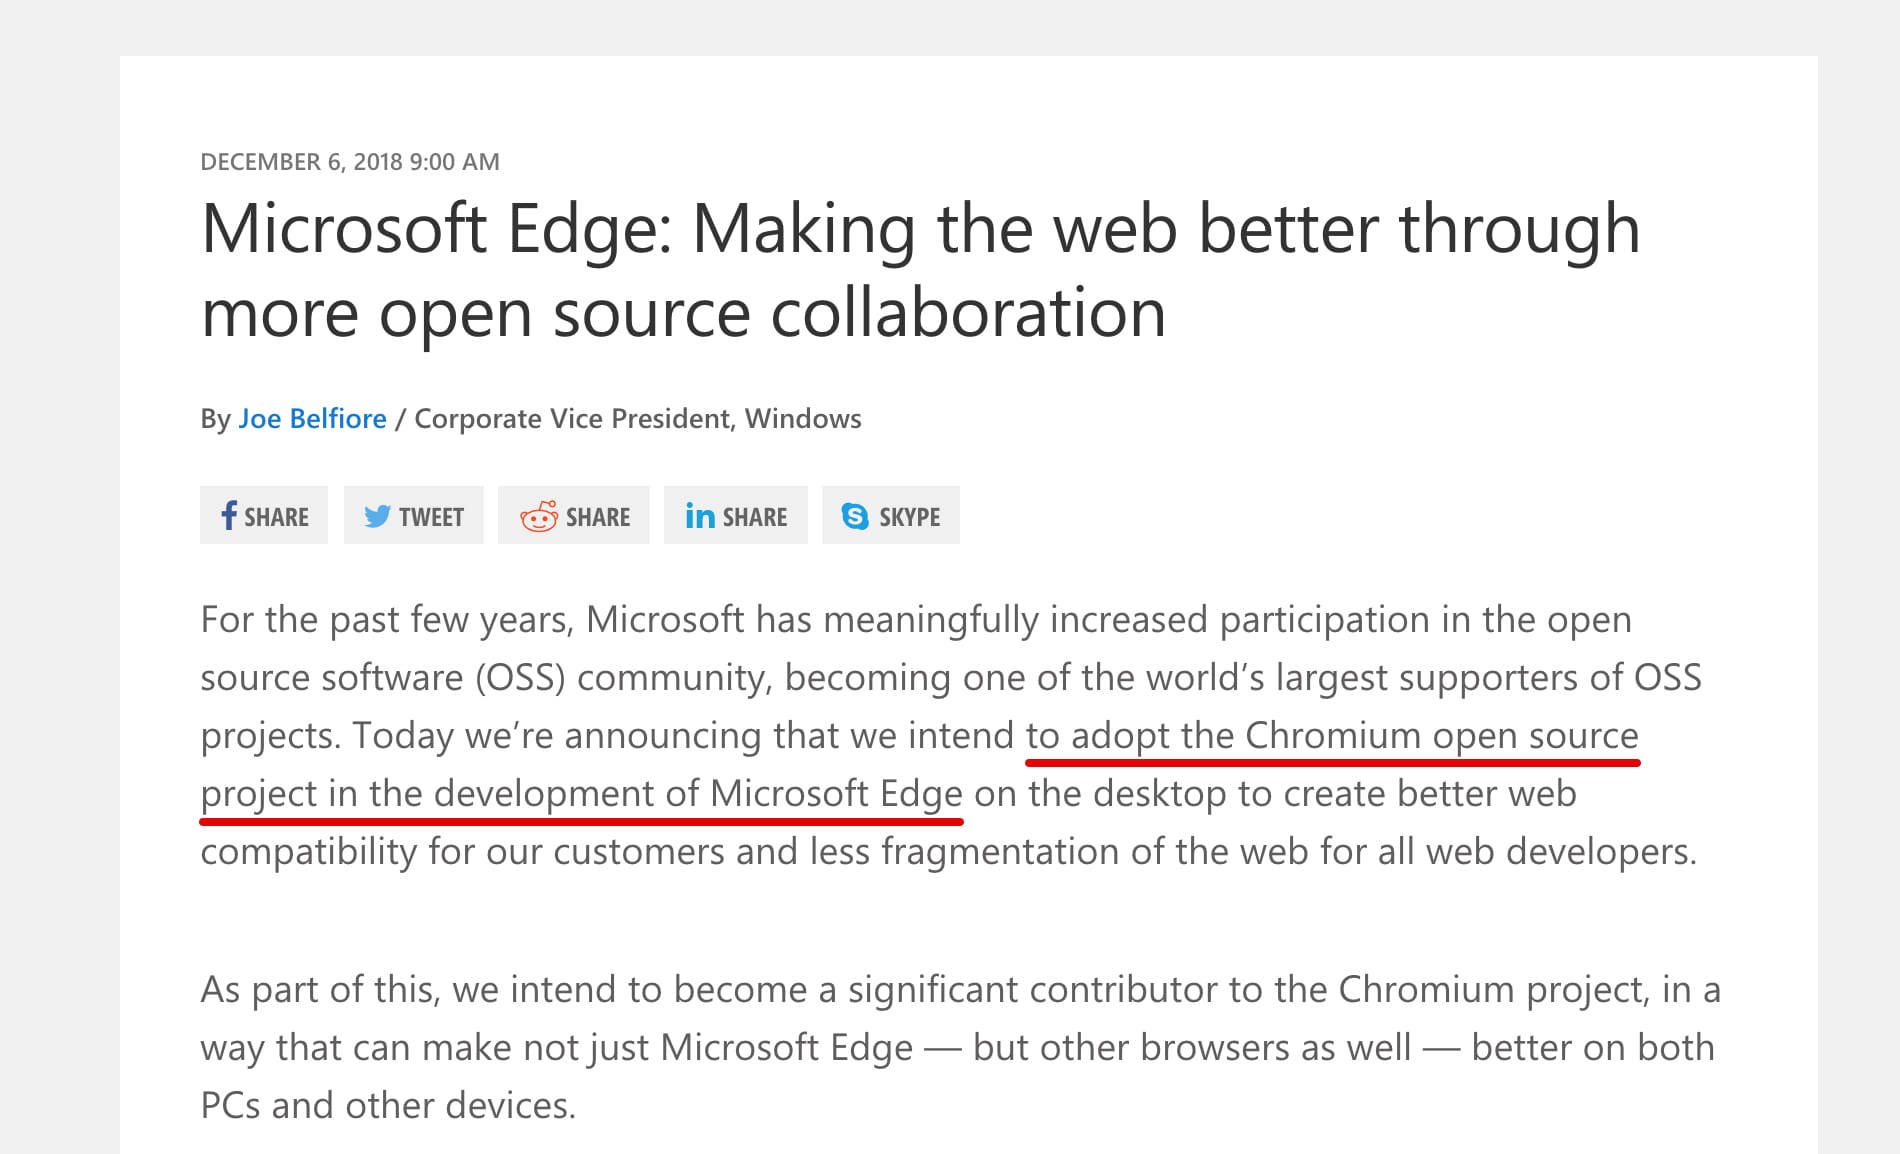 DECEMBER 6, 2018 9:00 AM
Microsoft Edge: Making the web better through
more open source collaboration
By Joe Belfiore / Corporate Vice President, Windows
f SHARE TWEET SHARE in SHARE S SKYPE
For the past few years, Microsoft has meaningfully increased participation in the open
source software (OSS) community, becoming one of the world’s largest supporters of OSS
projects. Today we’re announcing that we intend to adopt the Chromium open source
project in the development of Microsoft Edge on the desktop to create better web
compatibility for our customers and less fragmentation of the web for all web developers.
As part of this, we intend to become a significant contributor to the Chromium project, in a
way that can make not just Microsoft Edge — but other browsers as well — better on both
PCs and other devices.